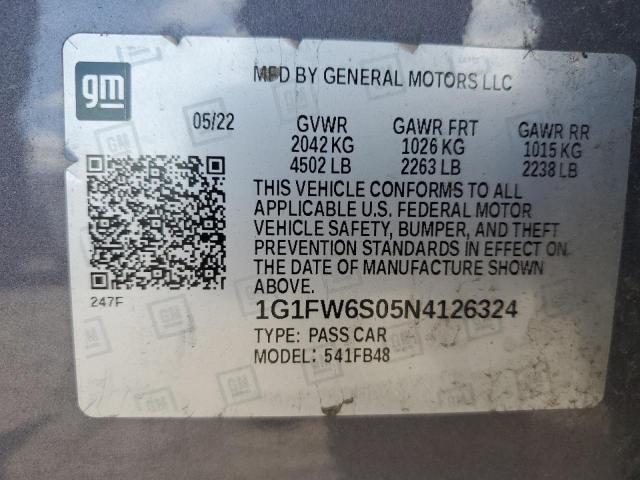 gm
MFD BY GENERAL MOTORS LLC
05/22 GVWR GAWR FRT GAWR RR
2042 KG 1026 KG 1015 KG
4502 LB 2263 LB 2238 LB
THIS VEHICLE CONFORMS TO ALL
APPLICABLE U.S. FEDERAL MOTOR
VEHICLE SAFETY, BUMPER, AND THEFT
PREVENTION STANDARDS IN EFFECT ON
THE DATE OF MANUFACTURE SHOWN
ABOVE.
247F
1G1FW6S05N4126324
TYPE: PASS CAR
MODEL: 541FB48